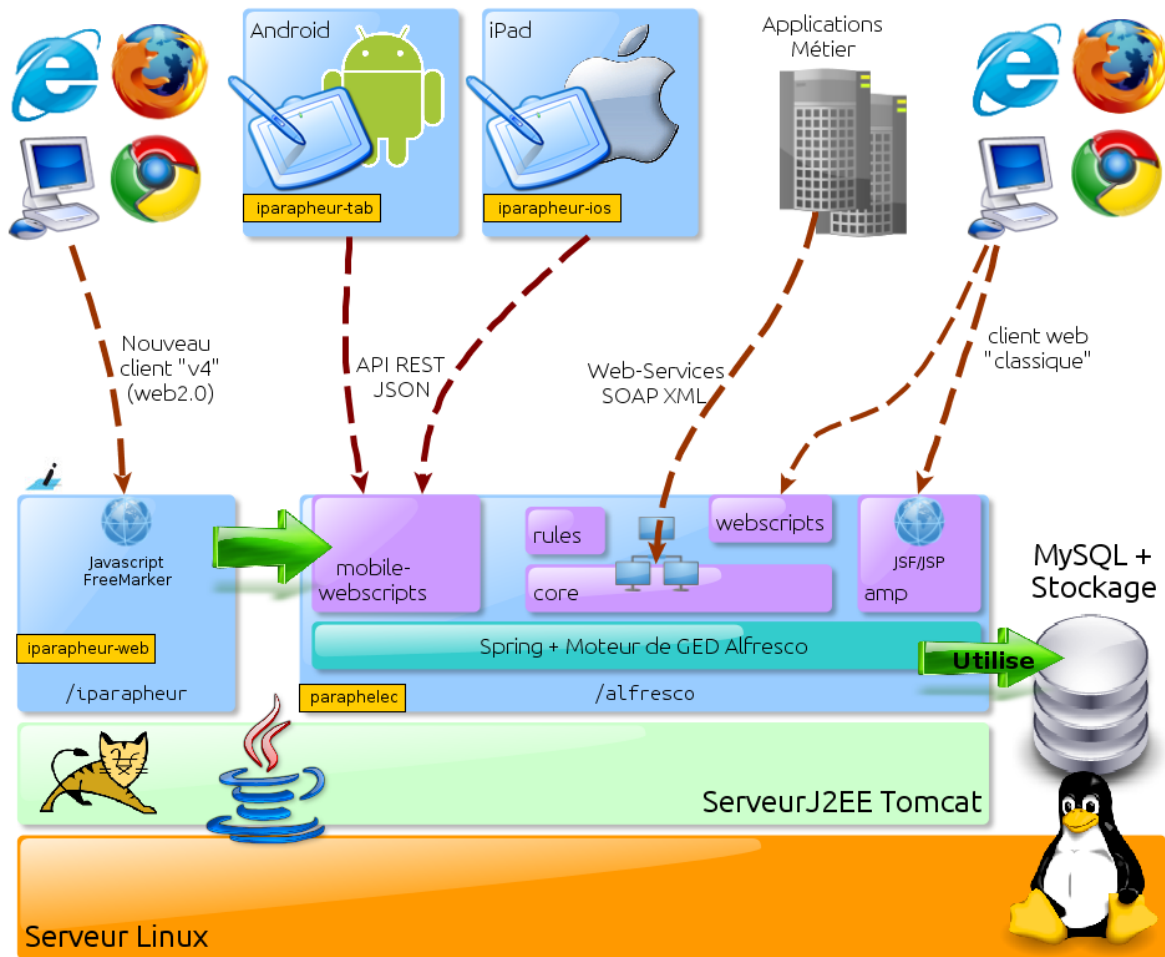 Android
iPad
Applications
Métier
iparapheur-tab
iparapheur-ios
Nouveau
client "v4"
(web2.0)
API REST
JSON
Web-Services
SOAP XML
client web
"classique"
Javascript
FreeMarker
mobile-
webscripts
rules
webscripts
core
JSF/JSP
amp
MySQL +
Stockage
iparapheur-web
Spring + Moteur de GED Alfresco
Utilise
/iparapheur
paraphelec
/alfresco
ServeurJ2EE Tomcat
Serveur Linux